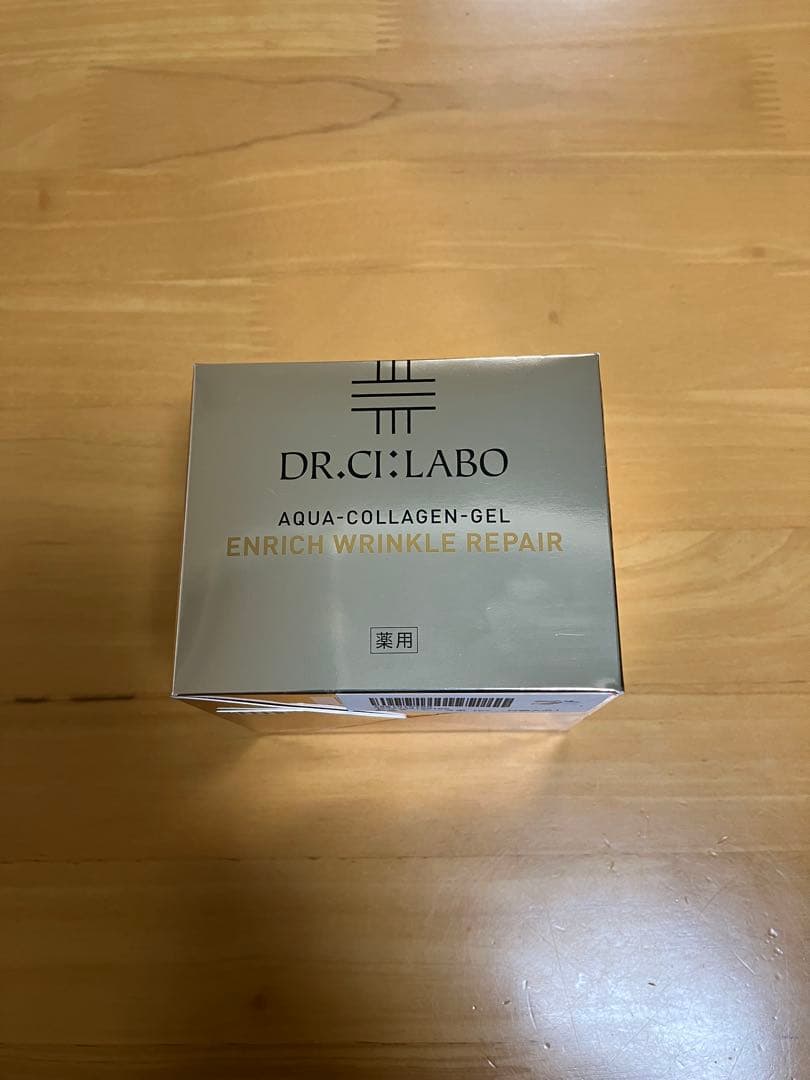 DR.CI:LABO
AQUA-COLLAGEN-GEL
ENRICH WRINKLE REPAIR
薬用